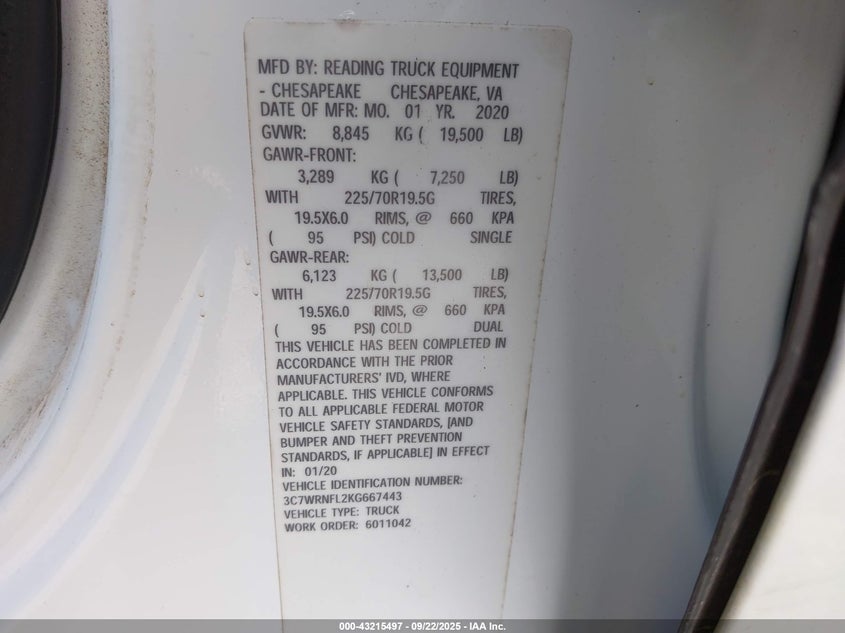 MFD BY: READING TRUCK EQUIPMENT
- CHESAPEAKE CHESAPEAKE, VA
DATE OF MFR: MO. 01 YR. 2020
GVWR: 8,845 KG ( 19,500 LB)
GAWR-FRONT:
3,289 KG ( 7,250 LB)
WITH 225/70R19.5G TIRES,
19.5X6.0 RIMS, @ 660 KPA
( 95 PSI) COLD SINGLE
GAWR-REAR:
6,123 KG ( 13,500 LB)
WITH 225/70R19.5G TIRES,
19.5X6.0 RIMS, @ 660 KPA
( 95 PSI) COLD DUAL
THIS VEHICLE HAS BEEN COMPLETED IN
ACCORDANCE WITH THE PRIOR
MANUFACTURERS' IVD, WHERE
APPLICABLE. THIS VEHICLE CONFORMS
TO ALL APPLICABLE FEDERAL MOTOR
VEHICLE SAFETY STANDARDS, [AND
BUMPER AND THEFT PREVENTION
STANDARDS, IF APPLICABLE] IN EFFECT
IN: 01/20
VEHICLE IDENTIFICATION NUMBER:
3C7WRNFL2KG667443
VEHICLE TYPE: TRUCK
WORK ORDER: 6011042
000-43215497 - 09/22/2025 - IAA Inc.